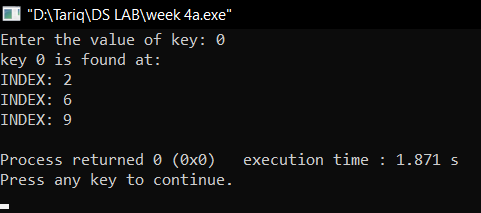 "D:\Tariq\DS LAB\week 4a.exe"
Enter the value of key: 0
key 0 is found at:
INDEX: 2
INDEX: 6
INDEX: 9
Process returned 0 (0x0)   execution time : 1.871 s
Press any key to continue.